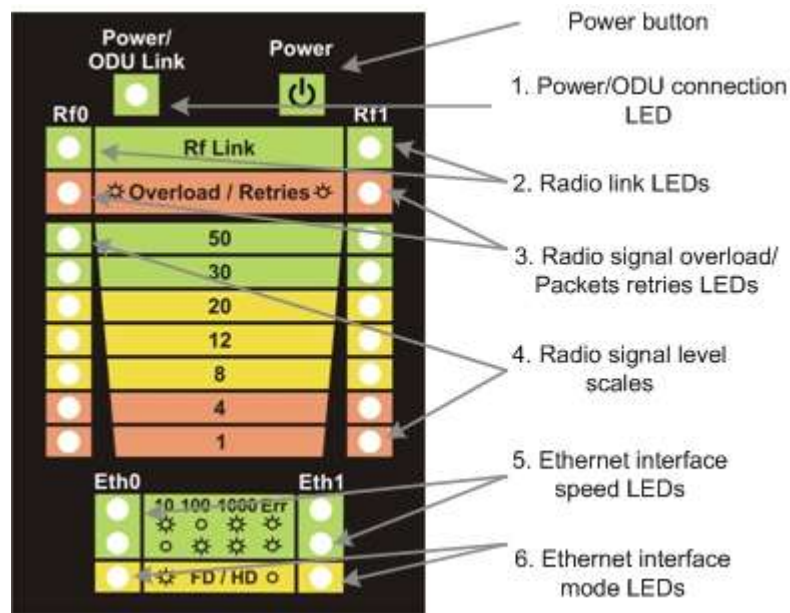 Power/
ODU Link
Power
Rf0
Rf1
Rf Link
Overload / Retries
50
30
20
12
8
4
1
Eth0
Eth1
10 100 1000 Err
FD / HD
Power button
1. Power/ODU connection
LED
2. Radio link LEDs
3. Radio signal overload/
Packets retries LEDs
4. Radio signal level
scales
5. Ethernet interface
speed LEDs
6. Ethernet interface
mode LEDs